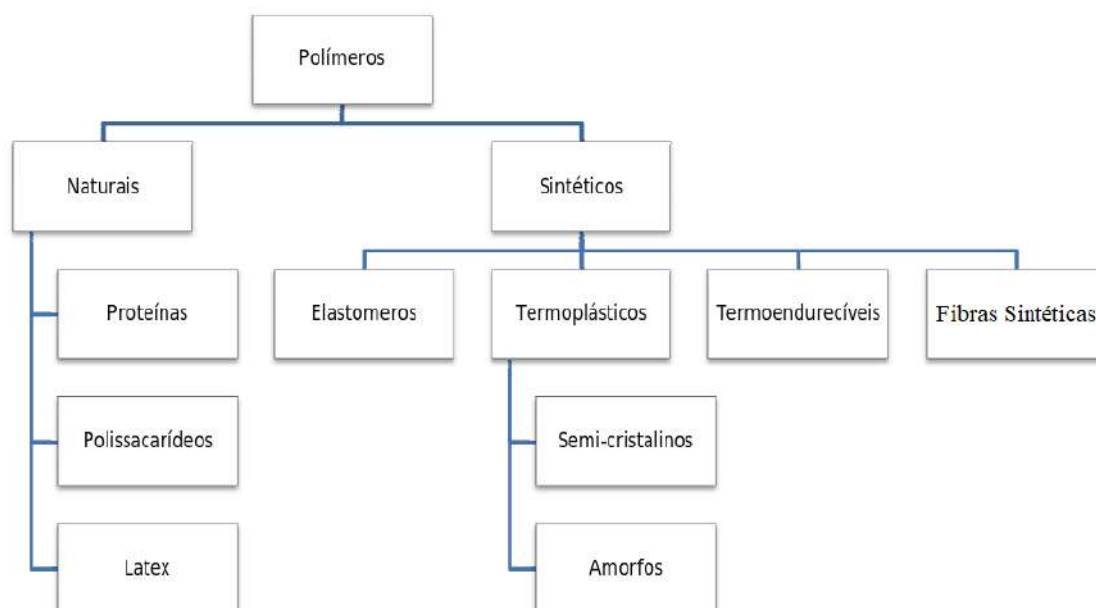 Polímeros
Naturais
Sintéticos
Proteínas
Elastomeros
Termoplásticos
Termoendurecíveis
Fibras Sintéticas
Polissacarídeos
Semi-cristalinos
Latex
Amorfos